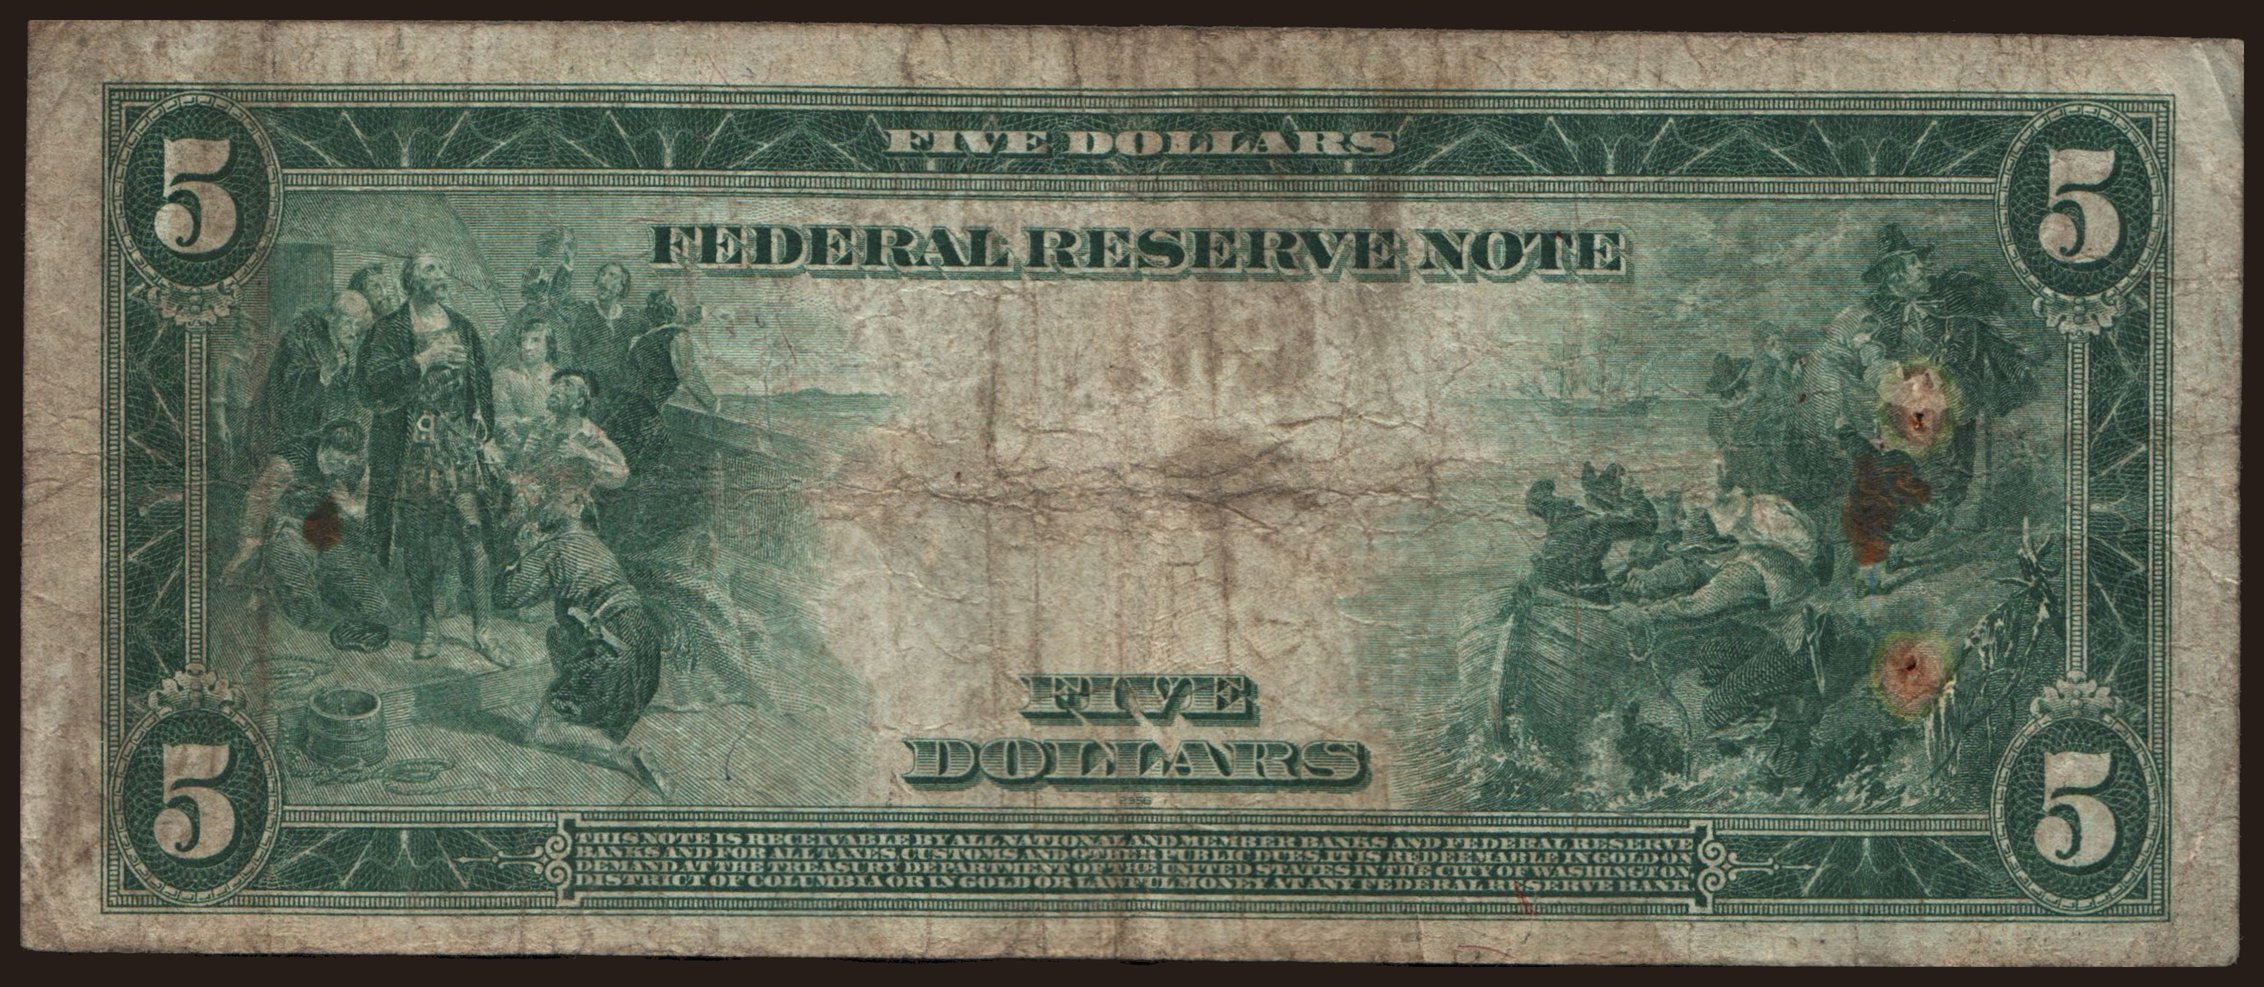 5 FIVE DOLLARS 5
FEDERAL RESERVE NOTE
FIVE
DOLLARS
2956
5 5
THIS NOTE IS RECEIVABLE BY ALL NATIONAL AND MEMBER BANKS AND FEDERAL RESERVE
BANKS AND FOR ALL TAXES, CUSTOMS AND OTHER PUBLIC DUES. IT IS REDEEMABLE IN GOLD ON
DEMAND AT THE TREASURY DEPARTMENT OF THE UNITED STATES IN THE CITY OF WASHINGTON,
DISTRICT OF COLUMBIA OR IN GOLD OR LAWFUL MONEY AT ANY FEDERAL RESERVE BANK.